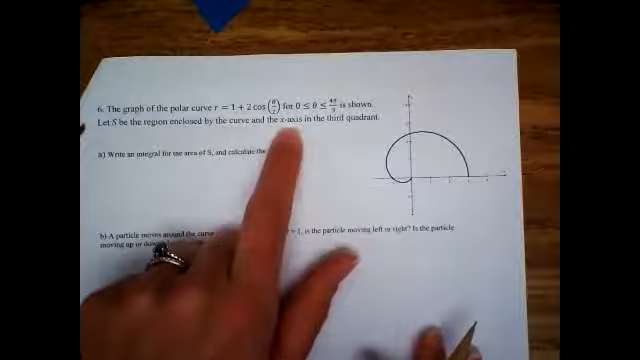 6. The graph of the polar curve r = 1 + 2 cos(θ/2) for 0 ≤ θ ≤ 4π/3 is shown.
Let S be the region enclosed by the curve and the x-axis in the third quadrant.
a) Write an integral for the area of S, and calculate the
b) A particle moves around the curve = 1, is the particle moving left or right? Is the particle
moving up or down